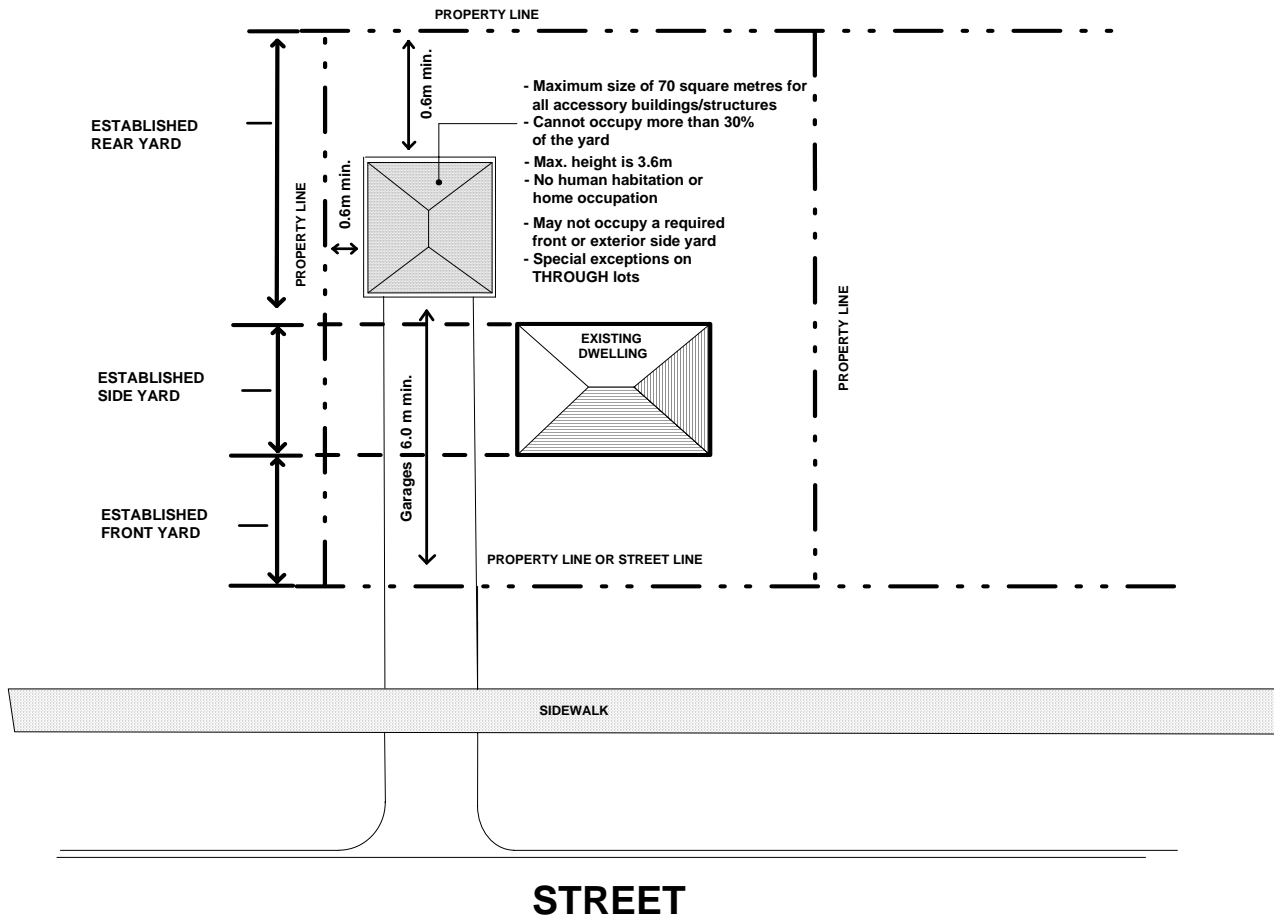 PROPERTY LINE
0.6m min.
- Maximum size of 70 square metres for
all accessory buildings/structures
- Cannot occupy more than 30%
of the yard
- Max. height is 3.6m
- No human habitation or
home occupation
- May not occupy a required
front or exterior side yard
- Special exceptions on
THROUGH lots
ESTABLISHED
REAR YARD
PROPERTY LINE
0.6m min.
PROPERTY LINE
EXISTING
DWELLING
ESTABLISHED
SIDE YARD
Garages 6.0 m min.
ESTABLISHED
FRONT YARD
PROPERTY LINE OR STREET LINE
SIDEWALK
STREET